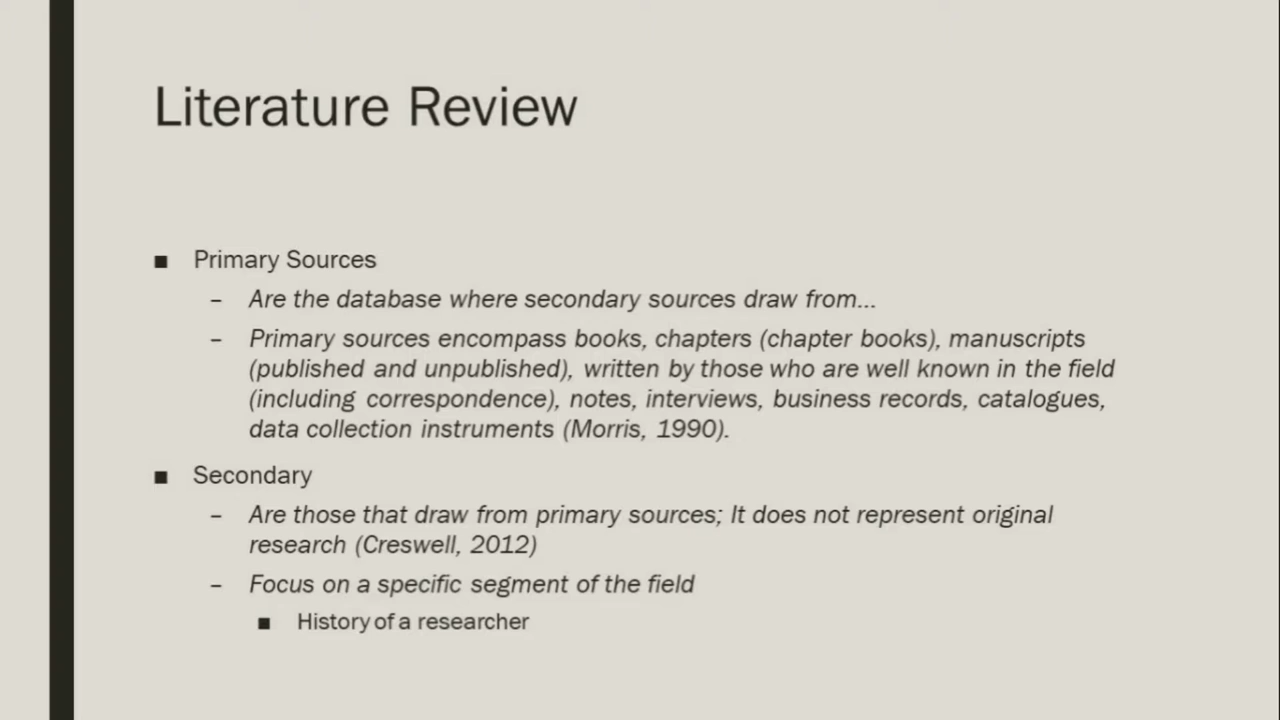 Literature Review
■ Primary Sources
– Are the database where secondary sources draw from...
– Primary sources encompass books, chapters (chapter books), manuscripts
(published and unpublished), written by those who are well known in the field
(including correspondence), notes, interviews, business records, catalogues,
data collection instruments (Morris, 1990).
■ Secondary
– Are those that draw from primary sources; It does not represent original
research (Creswell, 2012)
– Focus on a specific segment of the field
■ History of a researcher